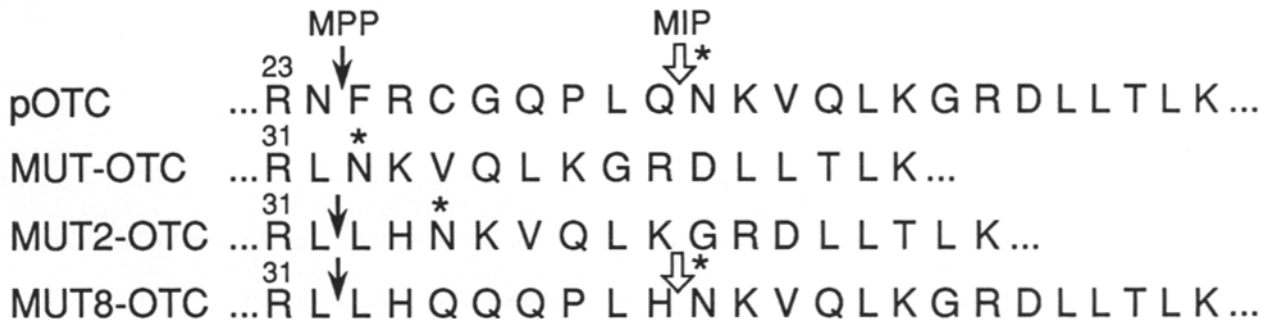 MPP MIP
23 *
pOTC ...R N F R C G Q P L Q N K V Q L K G R D L L T L K...
31 *
MUT-OTC ...R L N K V Q L K G R D L L T L K...
31 *
MUT2-OTC ...R L L H N K V Q L K G R D L L T L K...
31 *
MUT8-OTC ...R L L H Q Q Q P L H N K V Q L K G R D L L T L K...